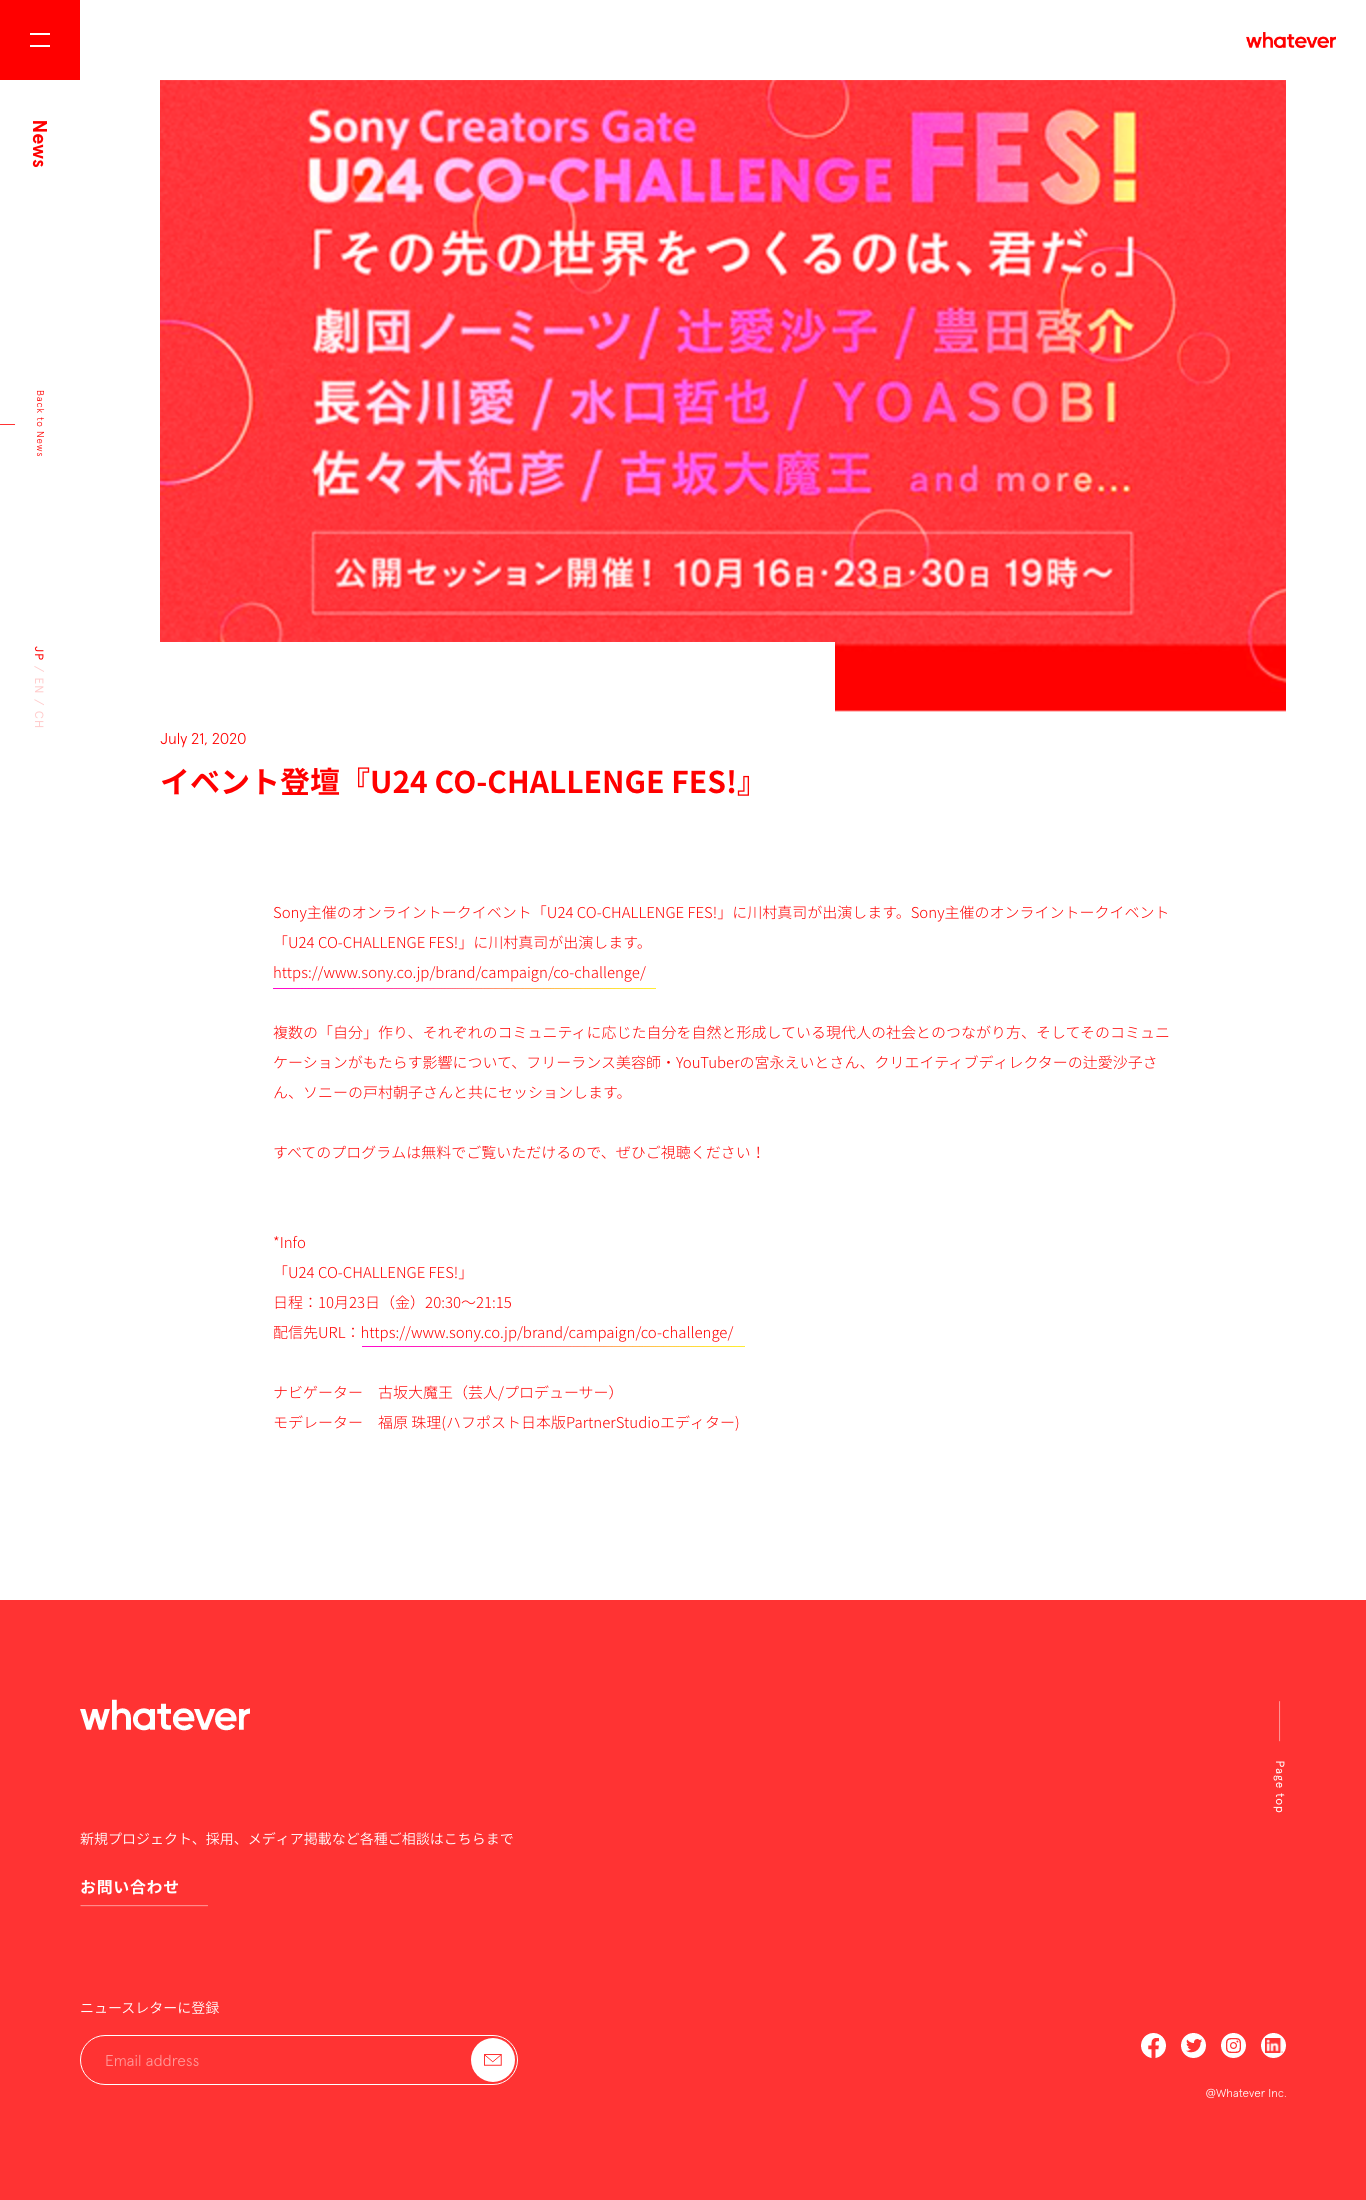 whatever
News
Back to News
JP / EN / CH
Sony Creators Gate
U24 CO-CHALLENGE FES!
「その先の世界をつくるのは、君だ。」
劇団ノーミーツ/ 辻愛沙子 / 豊田啓介
長谷川愛 / 水口哲也 / YOASOBI
佐々木紀彦 / 古坂大魔王 and more...
公開セッション開催！ 10月16日・23日・30日 19時〜
July 21, 2020
イベント登壇『U24 CO-CHALLENGE FES!』
Sony主催のオンライントークイベント「U24 CO-CHALLENGE FES!」に川村真司が出演します。Sony主催のオンライントークイベント
「U24 CO-CHALLENGE FES!」に川村真司が出演します。
https://www.sony.co.jp/brand/campaign/co-challenge/
複数の「自分」作り、それぞれのコミュニティに応じた自分を自然と形成している現代人の社会とのつながり方、そしてそのコミュニ
ケーションがもたらす影響について、フリーランス美容師・YouTuberの宮永えいとさん、クリエイティブディレクターの辻愛沙子さ
ん、ソニーの戸村朝子さんと共にセッションします。
すべてのプログラムは無料でご覧いただけるので、ぜひご視聴ください！
*Info
「U24 CO-CHALLENGE FES!」
日程：10月23日（金）20:30〜21:15
配信先URL：https://www.sony.co.jp/brand/campaign/co-challenge/
ナビゲーター　古坂大魔王（芸人/プロデューサー）
モデレーター　福原 珠理(ハフポスト日本版PartnerStudioエディター)
whatever
Page top
新規プロジェクト、採用、メディア掲載など各種ご相談はこちらまで
お問い合わせ
ニュースレターに登録
Email address
@Whatever Inc.